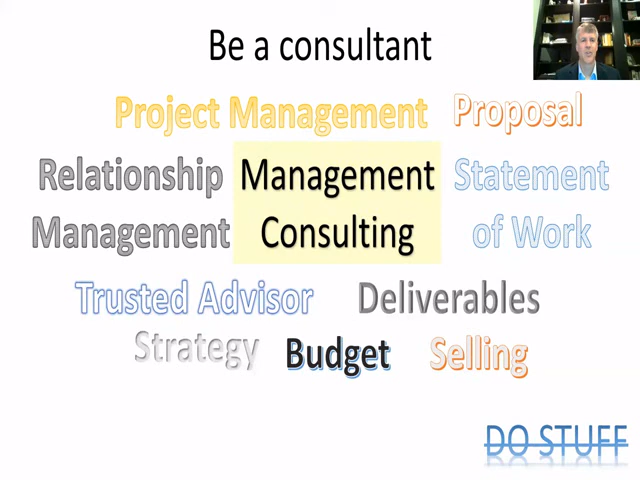 Be a consultant
Project Management Proposal
Relationship Management Statement
Management Consulting of Work
Trusted Advisor Deliverables
Strategy Budget Selling
DO STUFF